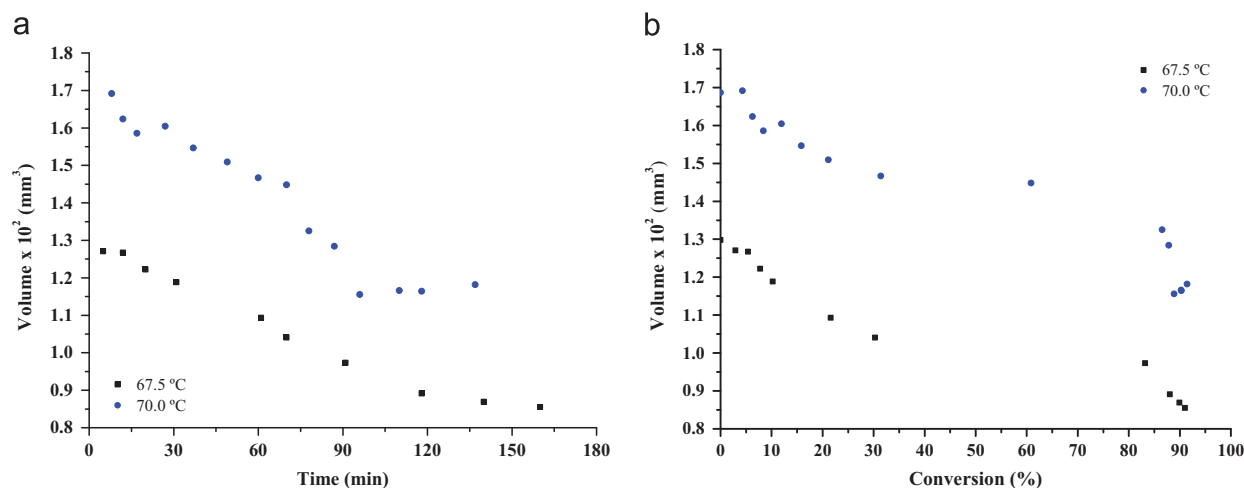 a
1.8
1.7
1.6
1.5
1.4
1.3
1.2
1.1
1.0
0.9
0.8
Volume x 10² (mm³)
67.5 ºC
70.0 ºC
0 30 60 90 120 150 180
Time (min)
b
1.8
1.7
1.6
1.5
1.4
1.3
1.2
1.1
1.0
0.9
0.8
Volume x 10² (mm³)
67.5 ºC
70.0 ºC
0 10 20 30 40 50 60 70 80 90 100
Conversion (%)